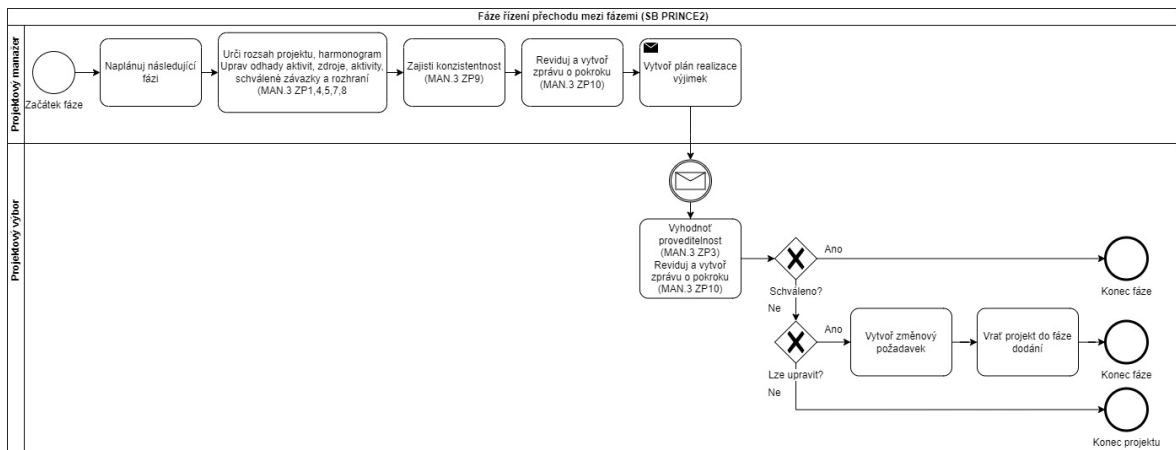 Fáze řízení přechodu mezi fázemi (SB PRINCE2)
Projektový manažer
Začátek fáze
Naplánuj následující
fázi
Urči rozsah projektu, harmonogram
Uprav odhady aktivit, zdroje, aktivity,
schválené závazky a rozhraní
(MAN.3 ZP1,4,5,7,8
Zajisti konzistentnost
(MAN.3 ZP9)
Reviduj a vytvoř
zprávu o pokroku
(MAN.3 ZP10)
Vytvoř plán realizace
výjimek
Projektový výbor
Vyhodnoť
proveditelnost
(MAN.3 ZP3)
Reviduj a vytvoř
zprávu o pokroku
(MAN.3 ZP10)
Ano
Schváleno?
Ne
Konec fáze
Ano
Lze upravit?
Ne
Vytvoř změnový
požadavek
Vrať projekt do fáze
dodání
Konec fáze
Konec projektu